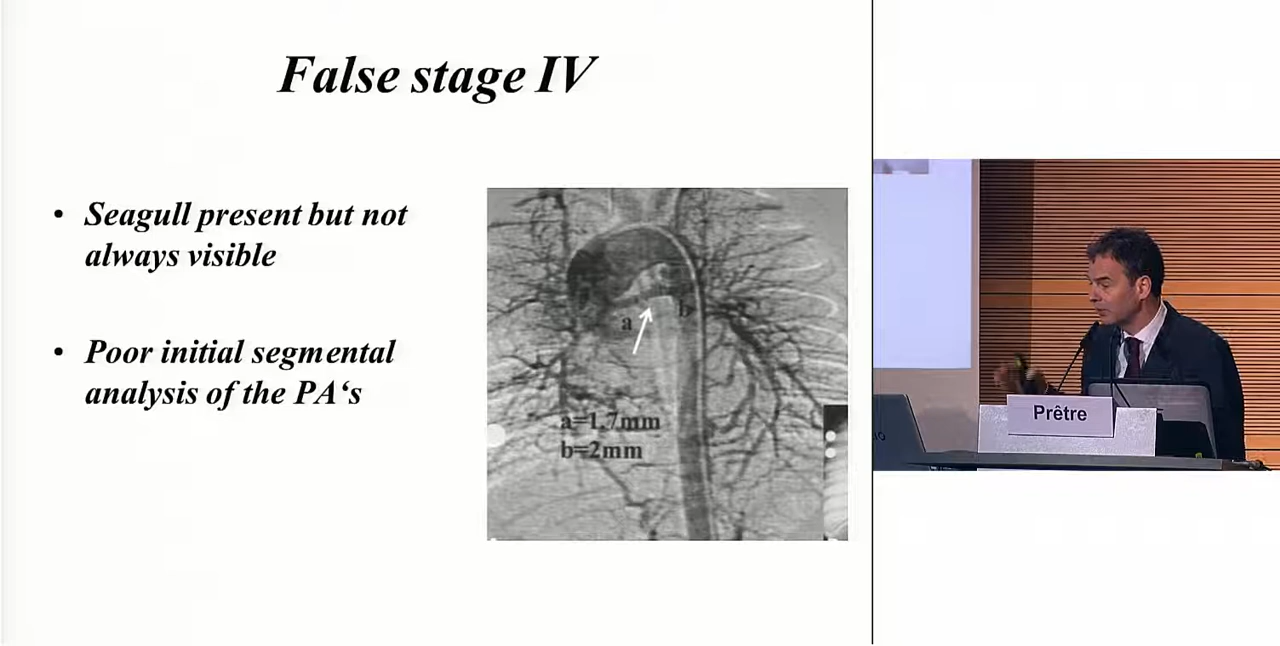 False stage IV
• Seagull present but not
always visible
• Poor initial segmental
analysis of the PA‘s
a
b
a=1.7mm
b=2mm
Prêtre